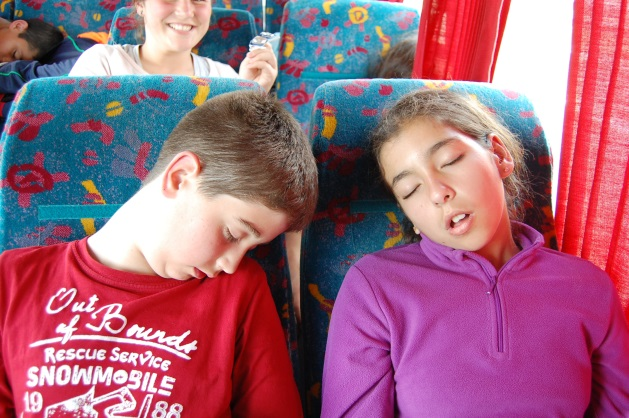 Out
of Bounds
RESCUE SERVICE
SNOWMOBILE
19 88